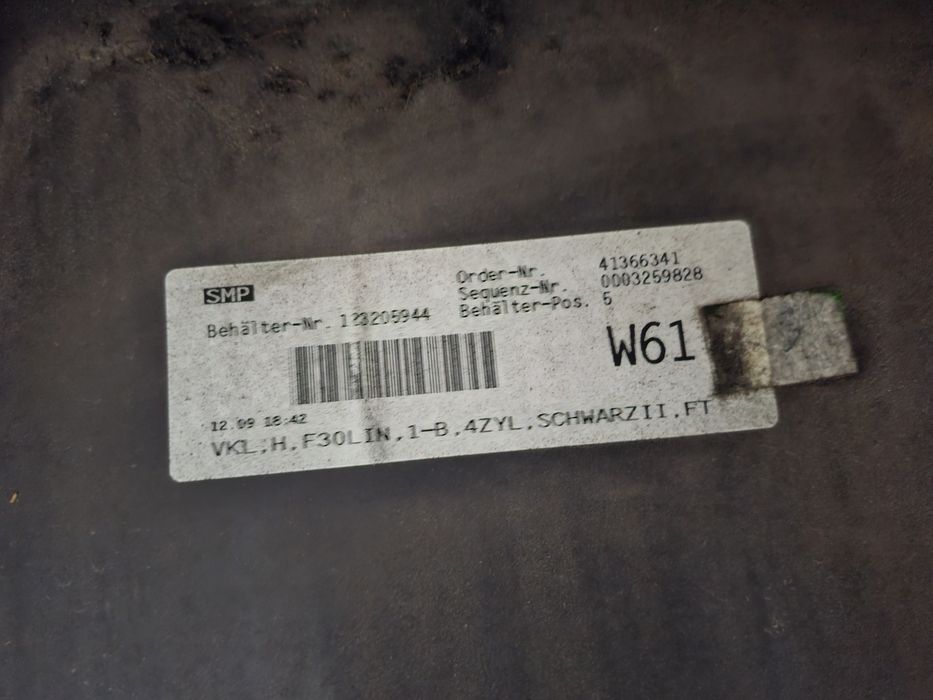 SMP
Order-Nr. 41366341
Sequenz-Nr. 0003259828
Behälter-Nr. 123205944
Behälter-Pos. 5
W61
12.09 18:42
VKL,H,F30LIN,1-B,4ZYL,SCHWARZII,FT